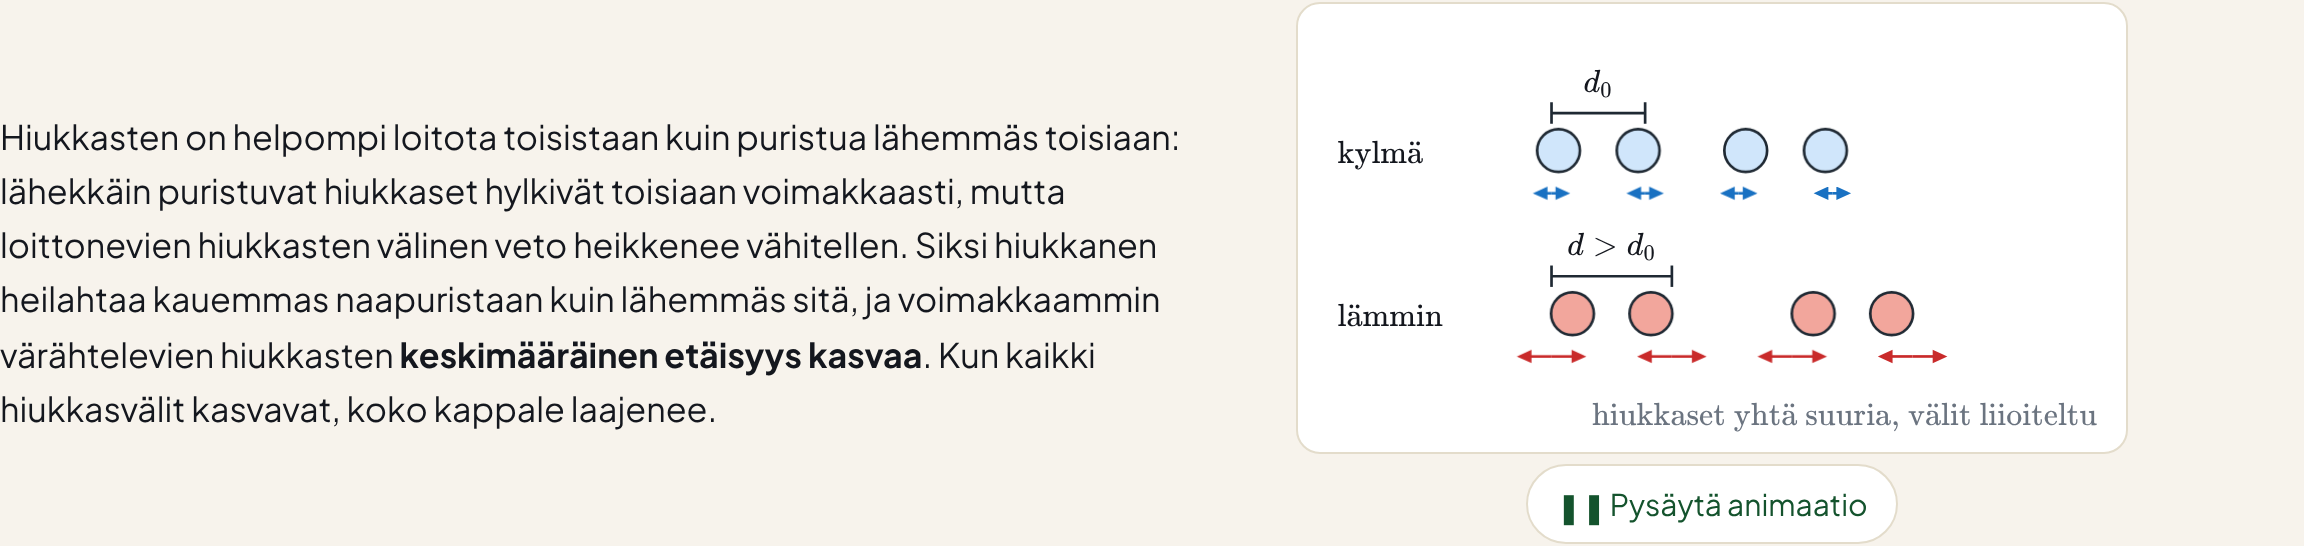 Hiukkasten on helpompi loitota toisistaan kuin puristua lähemmäs toisiaan:
lähekkäin puristuvat hiukkaset hylkivät toisiaan voimakkaasti, mutta
loittonevien hiukkasten välinen veto heikkenee vähitellen. Siksi hiukkanen
heilahtaa kauemmas naapuristaan kuin lähemmäs sitä, ja voimakkaammin
värähtelevien hiukkasten keskimääräinen etäisyys kasvaa. Kun kaikki
hiukkasvälit kasvavat, koko kappale laajenee.
d₀
kylmä
d > d₀
lämmin
hiukkaset yhtä suuria, välit liioiteltu
Pysäytä animaatio